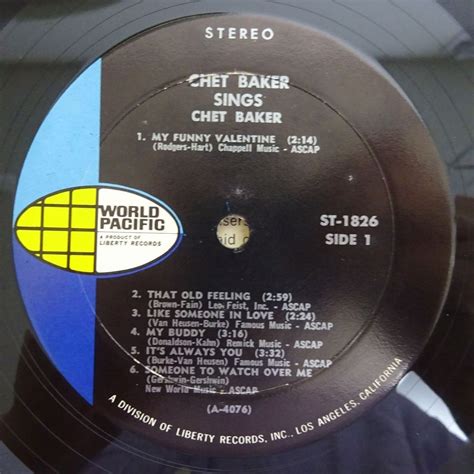 STEREO
CHET BAKER
SINGS
CHET BAKER
1. MY FUNNY VALENTINE (2:14)
(Rodgers-Hart) Chappell Music - ASCAP
WORLD
PACIFIC
A PRODUCT OF
LIBERTY RECORDS
ST-1826
SIDE 1
2. THAT OLD FEELING (2:59)
(Brown-Fain) Leo Feist, Inc. - ASCAP
3. LIKE SOMEONE IN LOVE (2:24)
(Van Heusen-Burke) Famous Music - ASCAP
4. MY BUDDY (3:16)
(Donaldson-Kahn) Remick Music - ASCAP
5. IT'S ALWAYS YOU (3:32)
(Burke-Van Heusen) Famous Music - ASCAP
6. SOMEONE TO WATCH OVER ME
(Gershwin-Gershwin)
New World Music - ASCAP
(A-4076)
A DIVISION OF LIBERTY RECORDS, INC., LOS ANGELES, CALIFORNIA